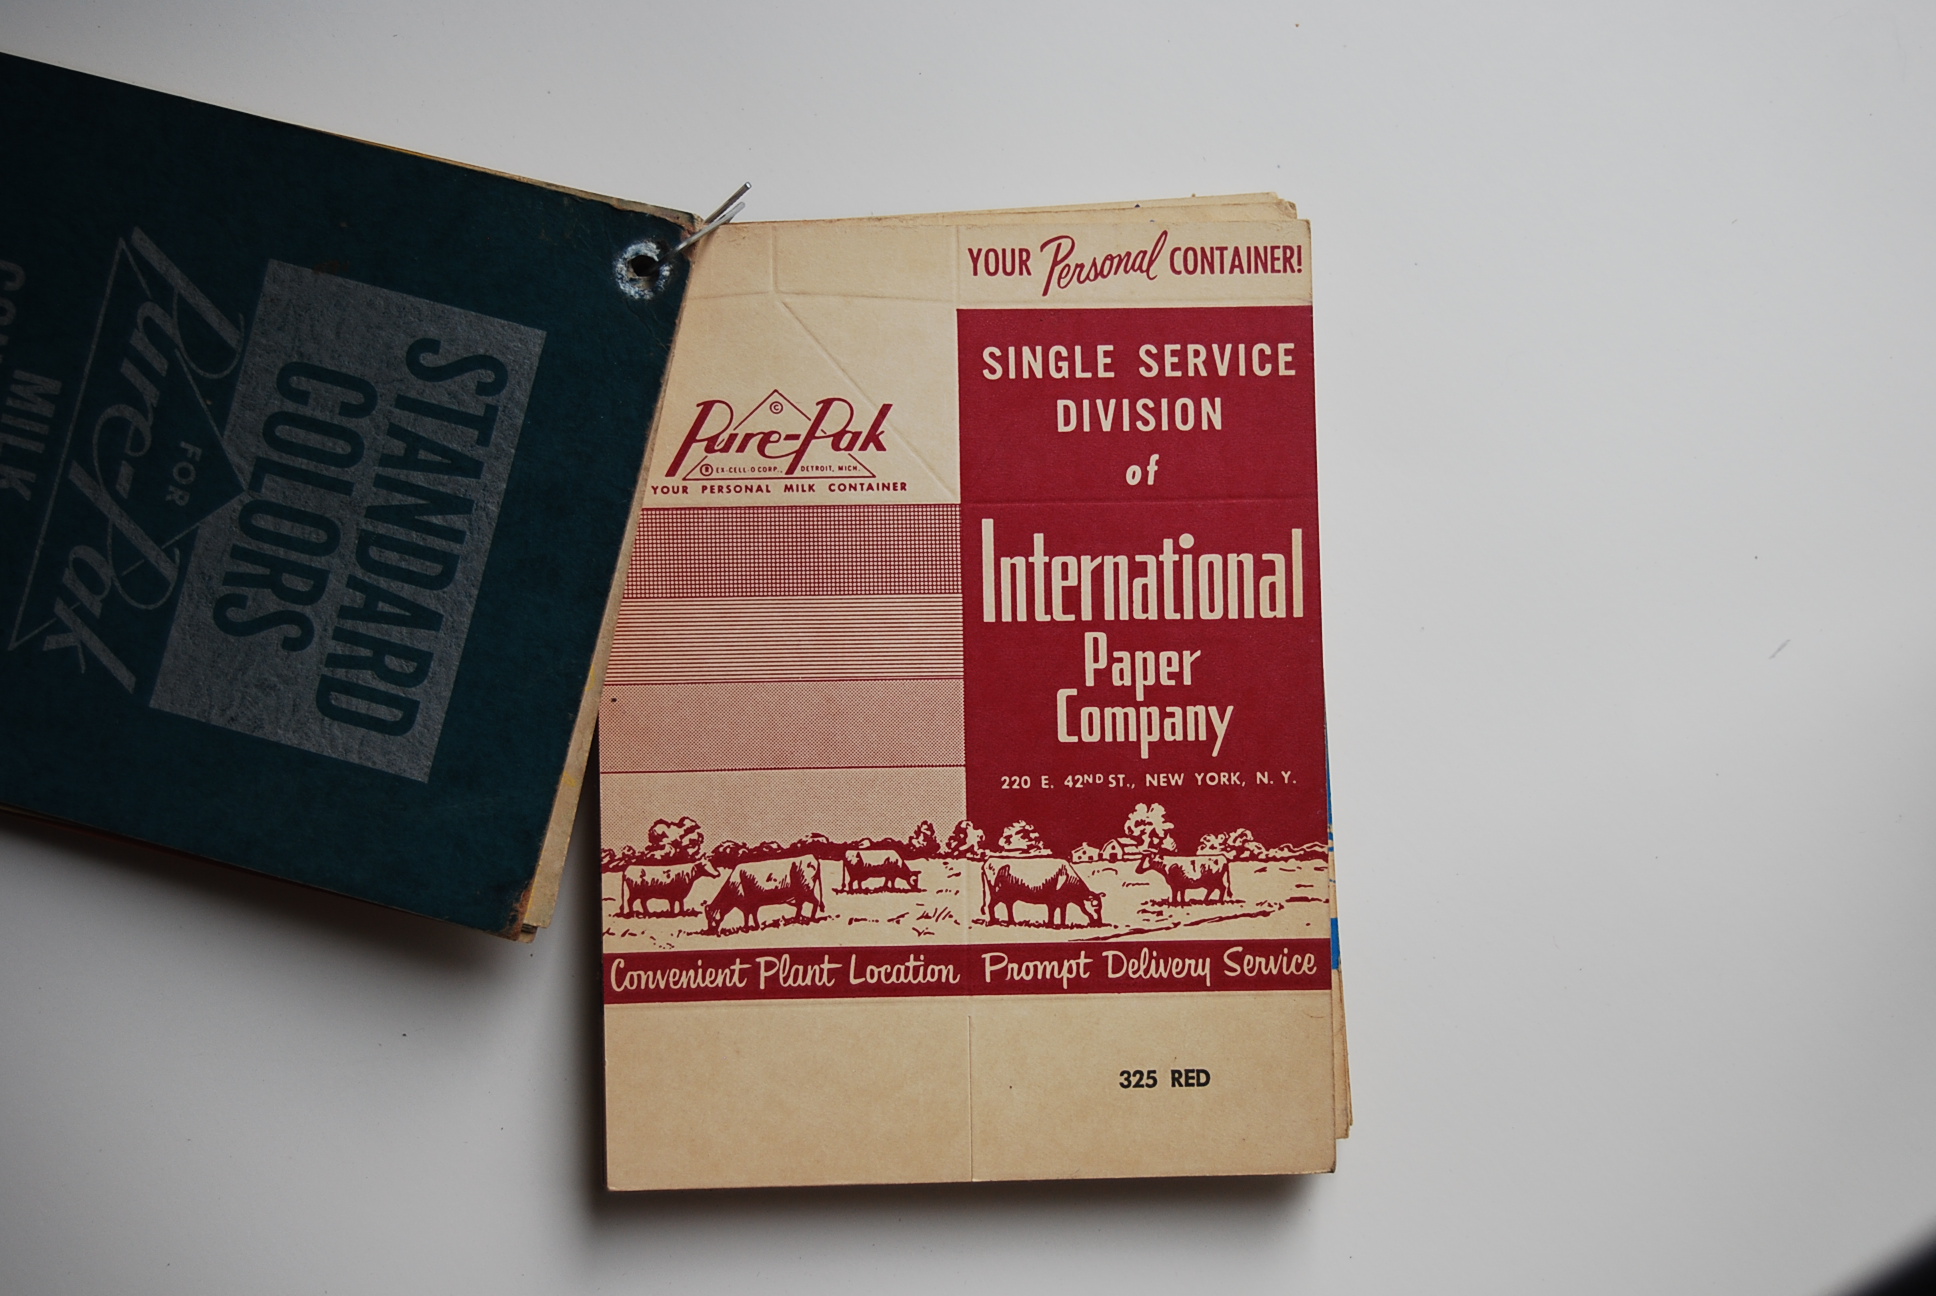 STANDARD
COLORS
FOR
Pure-Pak
MILK
YOUR Personal CONTAINER!
SINGLE SERVICE
DIVISION
of
International
Paper
Company
220 E. 42ND ST., NEW YORK, N. Y.
©
Pure-Pak
® EX-CELL-O CORP., DETROIT, MICH.
YOUR PERSONAL MILK CONTAINER
Convenient Plant Location Prompt Delivery Service
325 RED